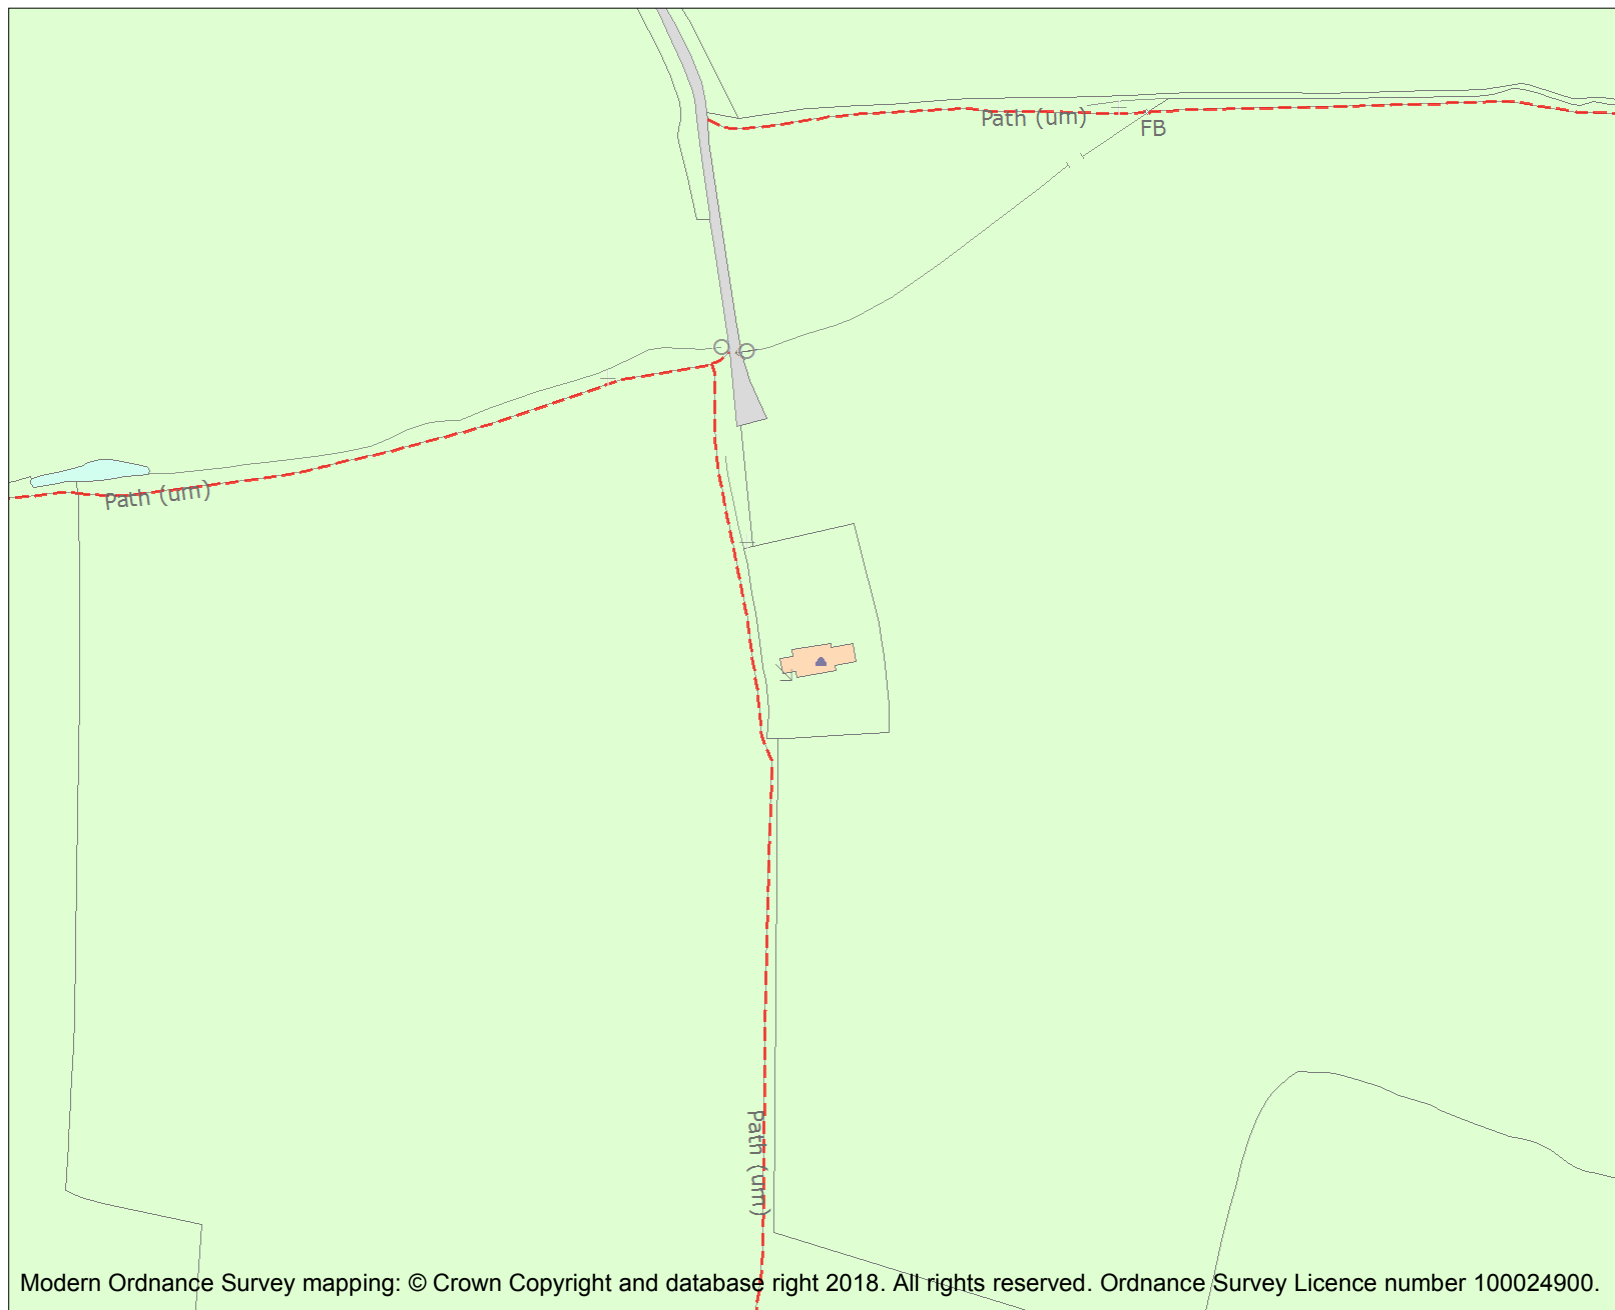 Path (um)
FB
Path (um)
Path (um)
Modern Ordnance Survey mapping: © Crown Copyright and database right 2018. All rights reserved. Ordnance Survey Licence number 100024900.